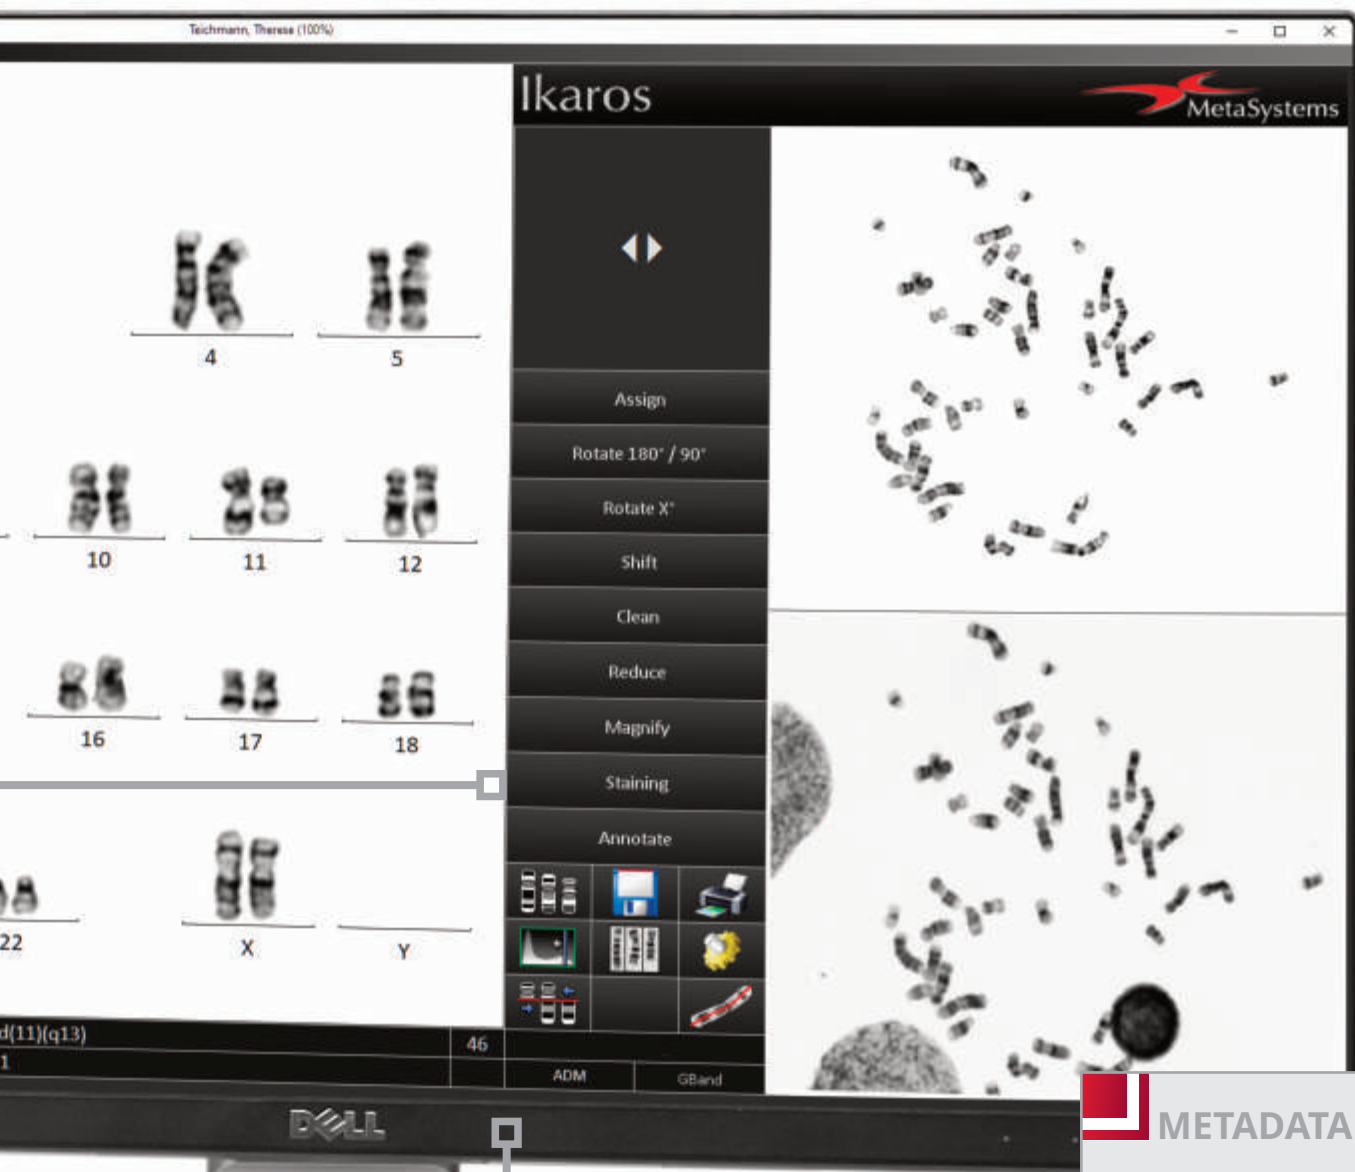 Teichmann, Therese (100%)
Ikaros
MetaSystems
4
5
10
11
12
16
17
18
22
X
Y
Assign
Rotate 180° / 90°
Rotate X°
Shift
Clean
Reduce
Magnify
Staining
Annotate
d(11)(q13)
46
1
ADM
GBand
DELL
METADATA